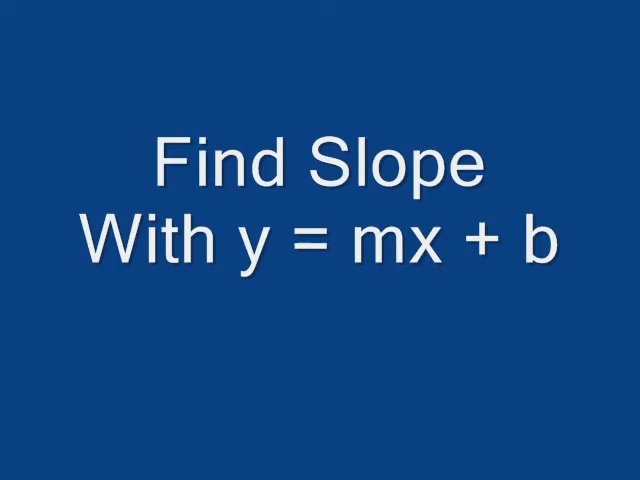 Find Slope
With y = mx + b